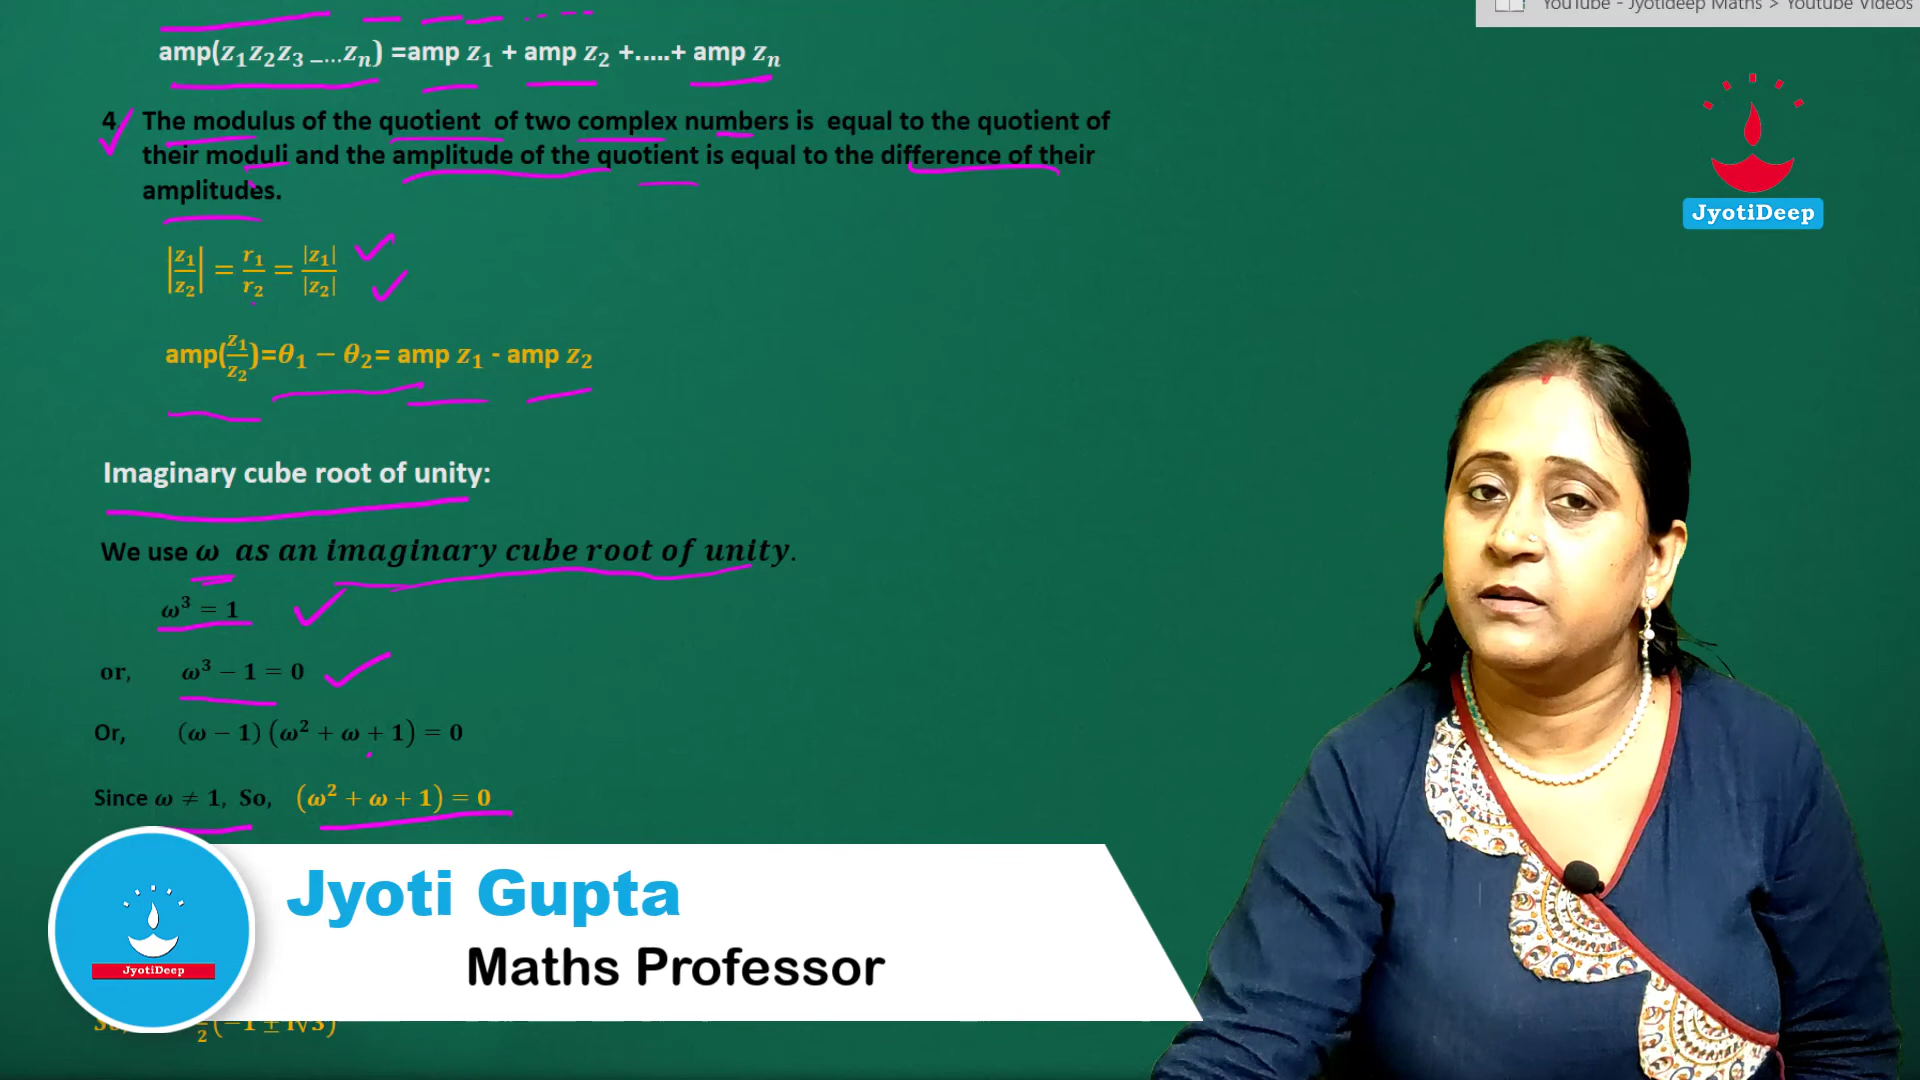 YouTube - Jyotideep Maths > Youtube Videos
amp(z₁z₂z₃ ....zₙ) =amp z₁ + amp z₂ +.....+ amp zₙ
4. The modulus of the quotient of two complex numbers is equal to the quotient of
their moduli and the amplitude of the quotient is equal to the difference of their
amplitudes.
|z₁/z₂| = r₁/r₂ = |z₁|/|z₂|
amp(z₁/z₂)=θ₁ − θ₂= amp z₁ - amp z₂
Imaginary cube root of unity:
We use ω as an imaginary cube root of unity.
ω³ = 1
or, ω³ − 1 = 0
Or, (ω − 1) (ω² + ω + 1) = 0
Since ω ≠ 1, So, (ω² + ω + 1) = 0
2 (−1 ± i√3)
JyotiDeep
Jyoti Gupta
Maths Professor
JyotiDeep